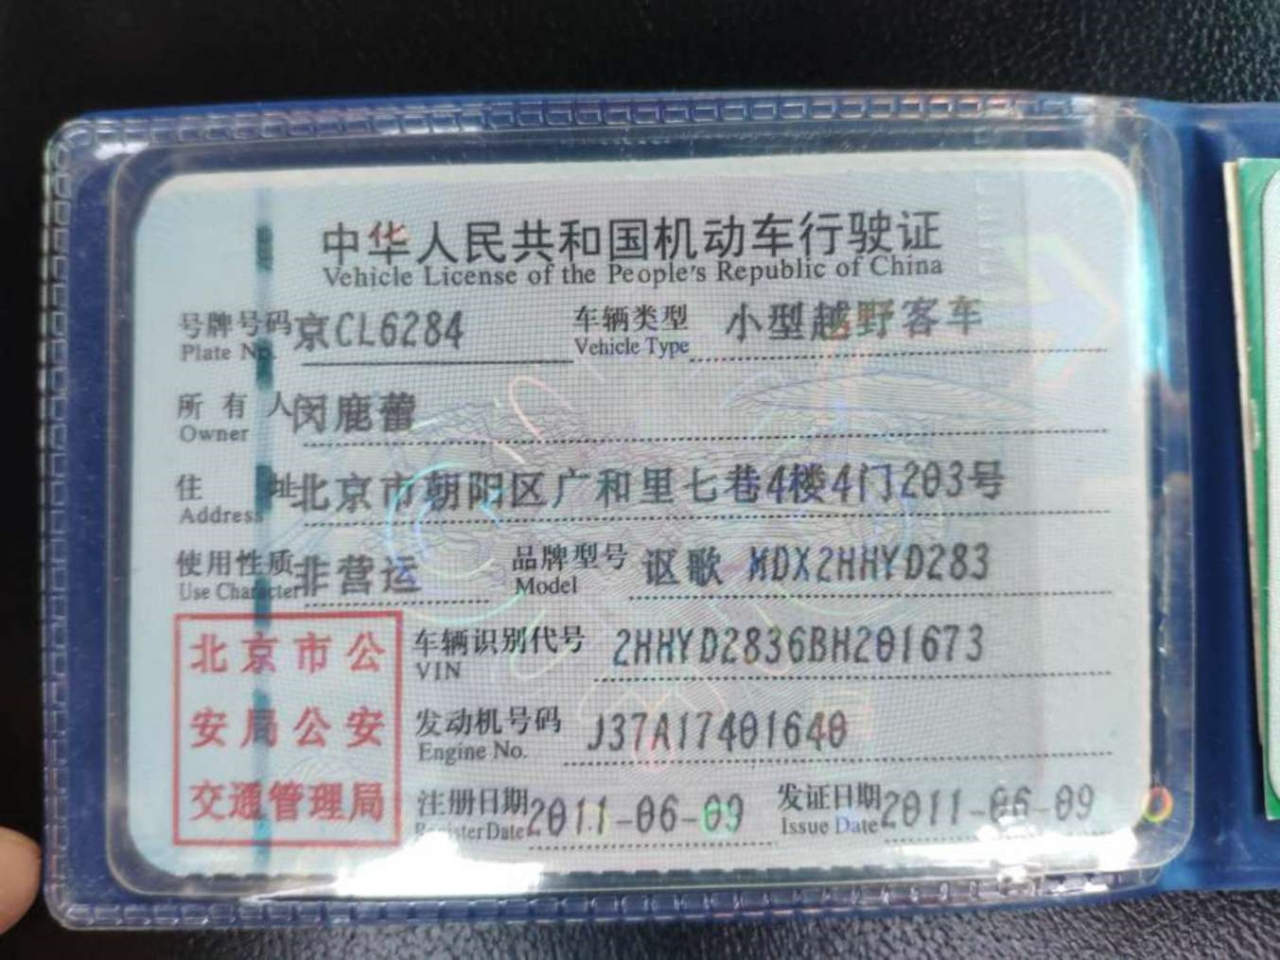 中华人民共和国机动车行驶证
Vehicle License of the People's Republic of China
号牌号码 京CL6284 车辆类型 小型越野客车
Plate No. Vehicle Type
所有人 闵鹿蕾
Owner
住址 北京市朝阳区广和里七巷4楼4门203号
Address
使用性质 非营运 品牌型号 讴歌 MDX2HHYD283
Use Character Model
北京市公
安局公安
交通管理局
车辆识别代号 2HHYD2836BH201673
VIN
发动机号码 J37A17401640
Engine No.
注册日期 2011-06-09 发证日期 2011-06-09
Register Date Issue Date